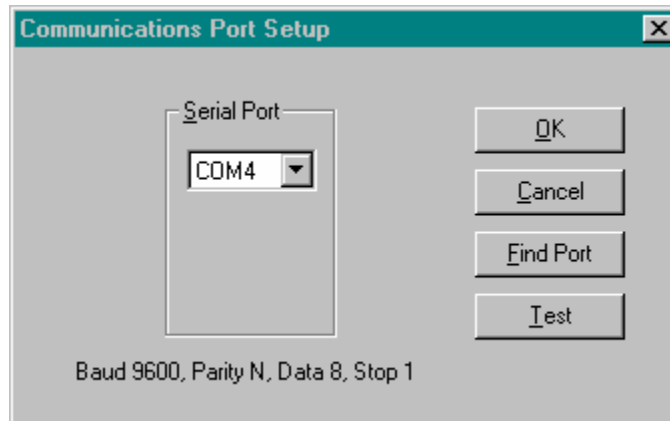 Communications Port Setup
Serial Port
COM4
OK
Cancel
Find Port
Test
Baud 9600, Parity N, Data 8, Stop 1